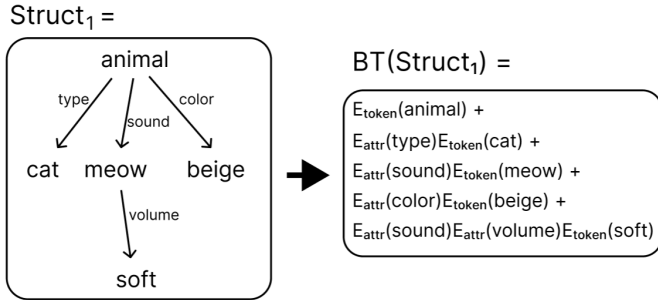 Struct₁ =
animal
type
sound
color
cat
meow
beige
volume
soft
BT(Struct₁) =
E_token(animal) +
E_attr(type)E_token(cat) +
E_attr(sound)E_token(meow) +
E_attr(color)E_token(beige) +
E_attr(sound)E_attr(volume)E_token(soft)